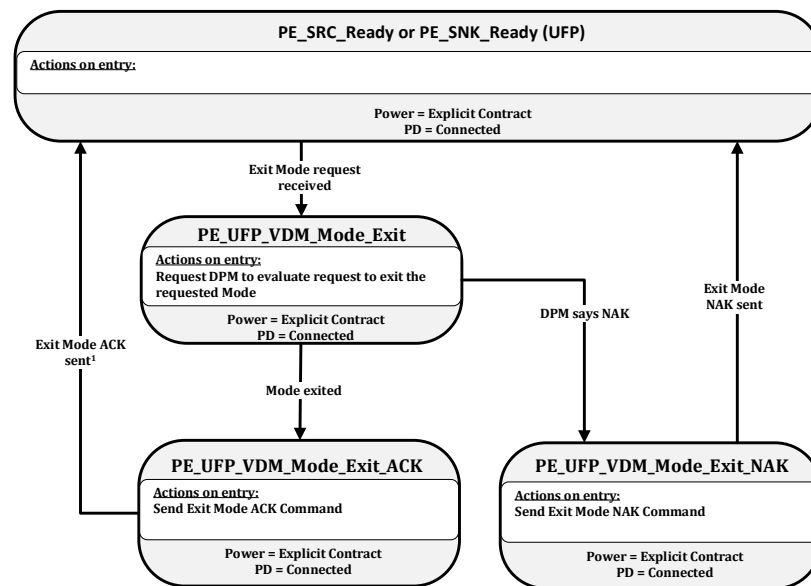 PE_SRC_Ready or PE_SNK_Ready (UFP)
Actions on entry:
Power = Explicit Contract
PD = Connected
Exit Mode request
received
PE_UFP_VDM_Mode_Exit
Actions on entry:
Request DPM to evaluate request to exit the
requested Mode
Power = Explicit Contract
PD = Connected
Exit Mode
NAK sent
DPM says NAK
Exit Mode ACK
sent¹
Mode exited
PE_UFP_VDM_Mode_Exit_ACK
Actions on entry:
Send Exit Mode ACK Command
Power = Explicit Contract
PD = Connected
PE_UFP_VDM_Mode_Exit_NAK
Actions on entry:
Send Exit Mode NAK Command
Power = Explicit Contract
PD = Connected